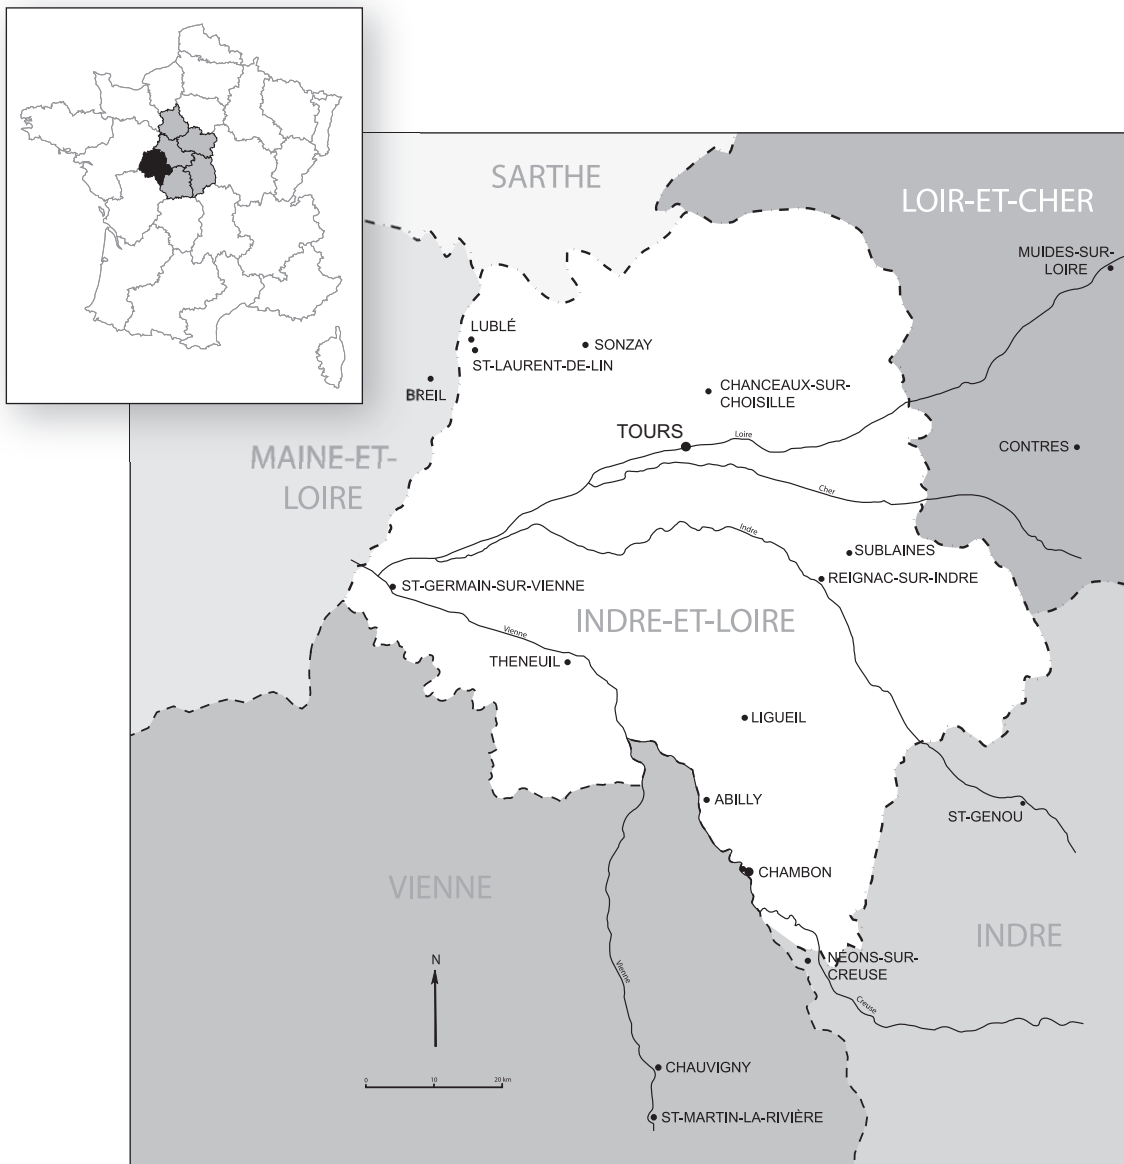 SARTHE
LOIR-ET-CHER
MUIDES-SUR-
LOIRE
LUBLÉ
SONZAY
ST-LAURENT-DE-LIN
BREIL
CHANCEAUX-SUR-
CHOISILLE
TOURS
Loire
MAINE-ET-
LOIRE
CONTRES
Cher
Indre
SUBLAINES
REIGNAC-SUR-INDRE
ST-GERMAIN-SUR-VIENNE
INDRE-ET-LOIRE
Vienne
THENEUIL
LIGUEIL
ABILLY
ST-GENOU
CHAMBON
VIENNE
INDRE
N
NÉONS-SUR-
CREUSE
Vienne
Creuse
CHAUVIGNY
0 10 20 km
ST-MARTIN-LA-RIVIÈRE